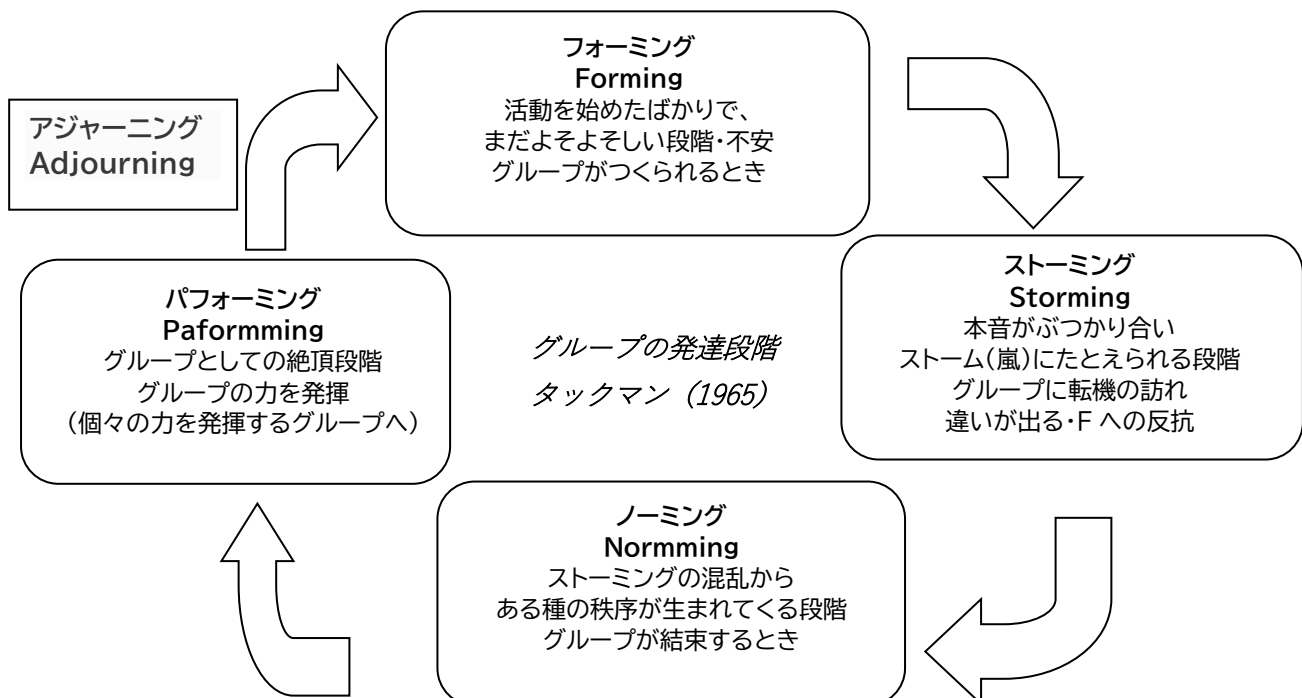 フォーミング
Forming
活動を始めたばかりで、
まだよそよそしい段階・不安
グループがつくられるとき
アジャーニング
Adjourning
ストーミング
Storming
本音がぶつかり合い
ストーム(嵐)にたとえられる段階
グループに転機の訪れ
違いが出る・F への反抗
パフォーミング
Paformming
グループとしての絶頂段階
グループの力を発揮
(個々の力を発揮するグループへ)
グループの発達段階
タックマン (1965)
ノーミング
Normming
ストーミングの混乱から
ある種の秩序が生まれてくる段階
グループが結束するとき